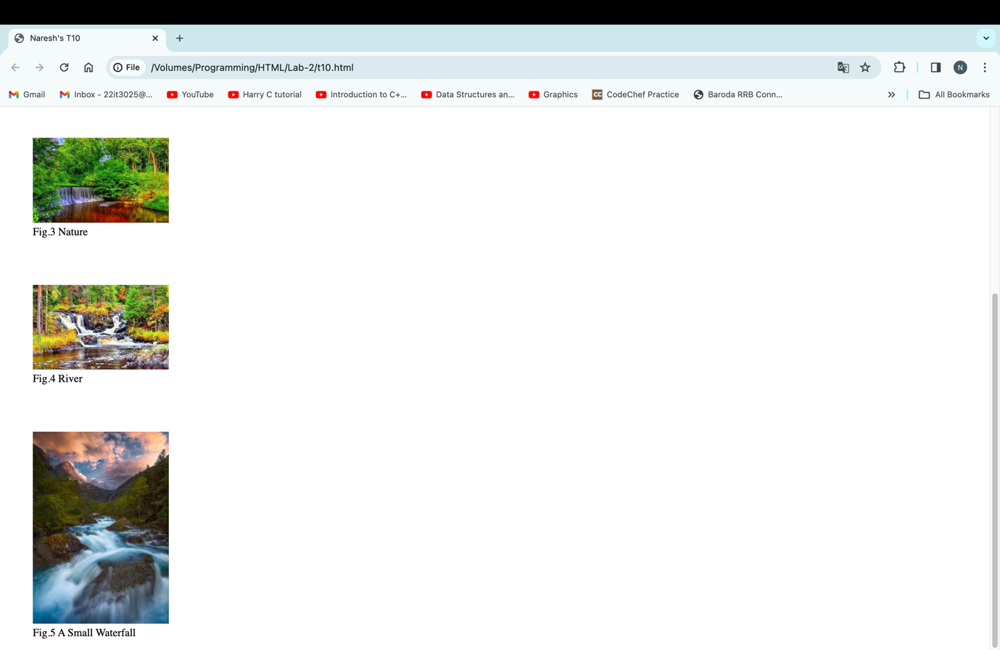 Naresh's T10
File
/Volumes/Programming/HTML/Lab-2/t10.html
N
Gmail
Inbox - 22it3025@...
YouTube
Harry C tutorial
Introduction to C+...
Data Structures an...
Graphics
CC
CodeChef Practice
Baroda RRB Conn...
All Bookmarks
Fig.3 Nature
Fig.4 River
Fig.5 A Small Waterfall